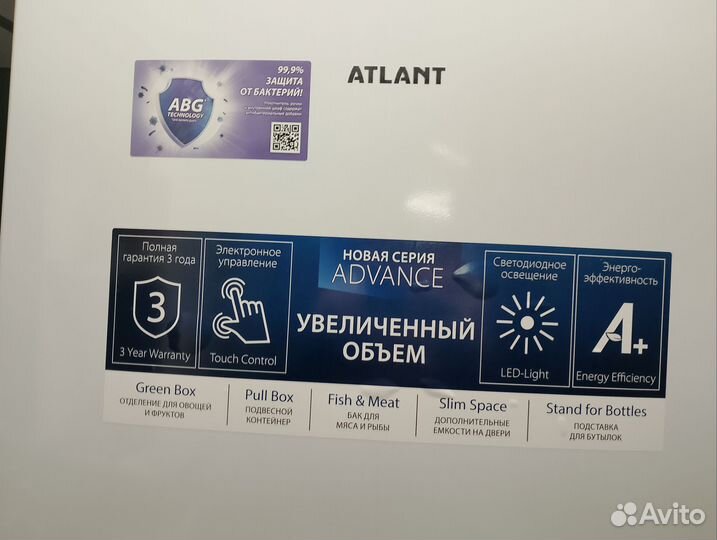 99,9%
ЗАЩИТА
ОТ БАКТЕРИЙ!
ABG
TECHNOLOGY
ATLANT
Полная
гарантия 3 года
3
3 Year Warranty
Электронное
управление
Touch Control
НОВАЯ СЕРИЯ
ADVANCE
УВЕЛИЧЕННЫЙ
ОБЪЕМ
Светодиодное
освещение
LED-Light
Энерго-
эффективность
A+
Energy Efficiency
Green Box
ОТДЕЛЕНИЕ ДЛЯ ОВОЩЕЙ
И ФРУКТОВ
Pull Box
ПОДВЕСНОЙ
КОНТЕЙНЕР
Fish & Meat
БАК ДЛЯ
МЯСА И РЫБЫ
Slim Space
ДОПОЛНИТЕЛЬНЫЕ
ЕМКОСТИ НА ДВЕРИ
Stand for Bottles
ПОДСТАВКА
ДЛЯ БУТЫЛОК
Avito